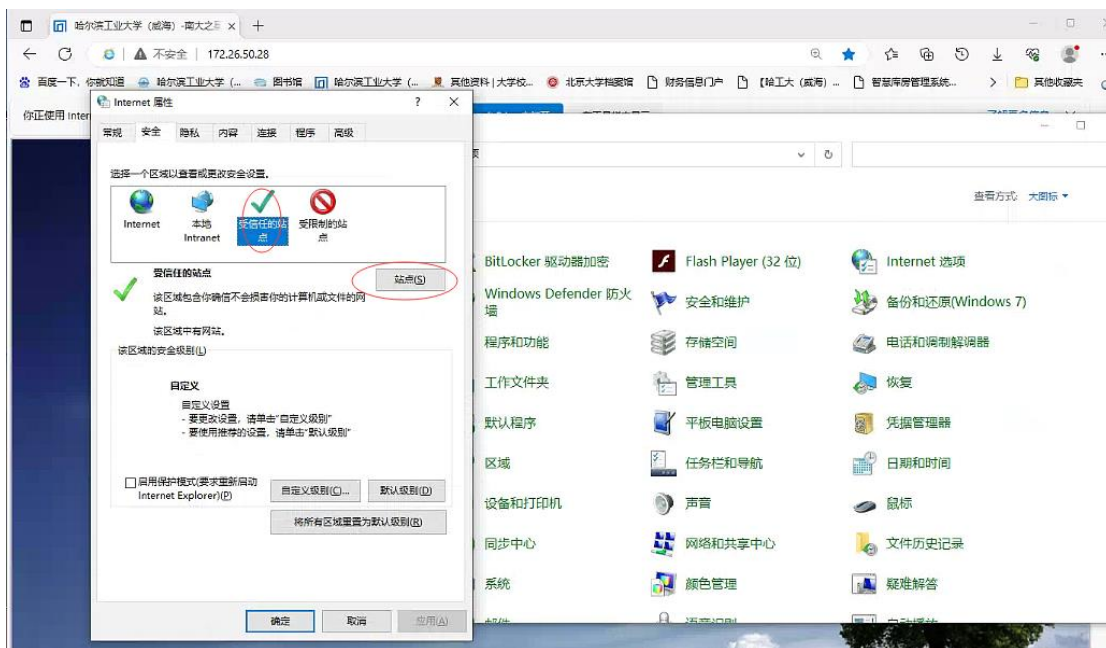 哈尔滨工业大学（威海）-南大之
不安全 | 172.26.50.28
百度一下，你就知道 哈尔滨工业大学（... 图书馆 哈尔滨工业大学（... 其他资料|大学校... 北京大学档案馆 财务信息门户 【哈工大（威海）... 智慧库房管理系统... 其他收藏夹
你正使用 Inter
Internet 属性
常规 安全 隐私 内容 连接 程序 高级
选择一个区域以查看或更改安全设置。
Internet
本地
Intranet
受信任的站
点
受限制的站
点
受信任的站点
站点(S)
该区域包含你确信不会损害你的计算机或文件的网
站。
该区域中有网站。
该区域的安全级别(L)
自定义
自定义设置
- 要更改设置，请单击"自定义级别"
- 要使用推荐的设置，请单击"默认级别"
启用保护模式(要求重新启动
Internet Explorer)(P)
自定义级别(C)...
默认级别(D)
将所有区域重置为默认级别(R)
确定 取消 应用(A)
查看方式: 大图标
BitLocker 驱动器加密
Flash Player (32 位)
Internet 选项
Windows Defender 防火
墙
安全和维护
备份和还原(Windows 7)
程序和功能
存储空间
电话和调制解调器
工作文件夹
管理工具
恢复
默认程序
平板电脑设置
凭据管理器
区域
任务栏和导航
日期和时间
设备和打印机
声音
鼠标
同步中心
网络和共享中心
文件历史记录
系统
颜色管理
疑难解答
邮件
语音识别
自动播放